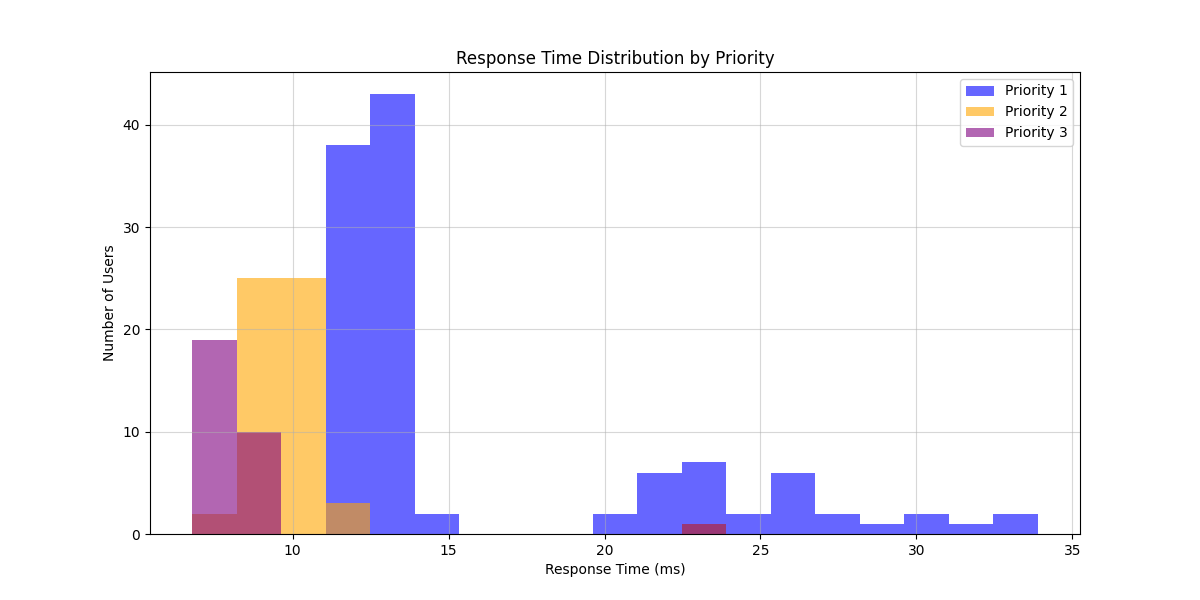 Response Time Distribution by Priority
Priority 1
Priority 2
Priority 3
Number of Users
40
30
20
10
0
10 15 20 25 30 35
Response Time (ms)